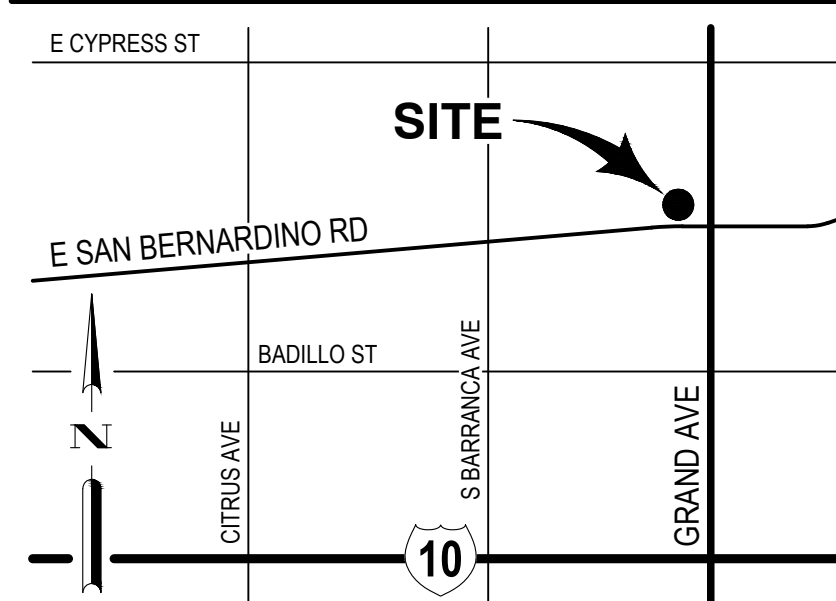 E CYPRESS ST
SITE
E SAN BERNARDINO RD
BADILLO ST
S BARRANCA AVE
GRAND AVE
CITRUS AVE
N
10